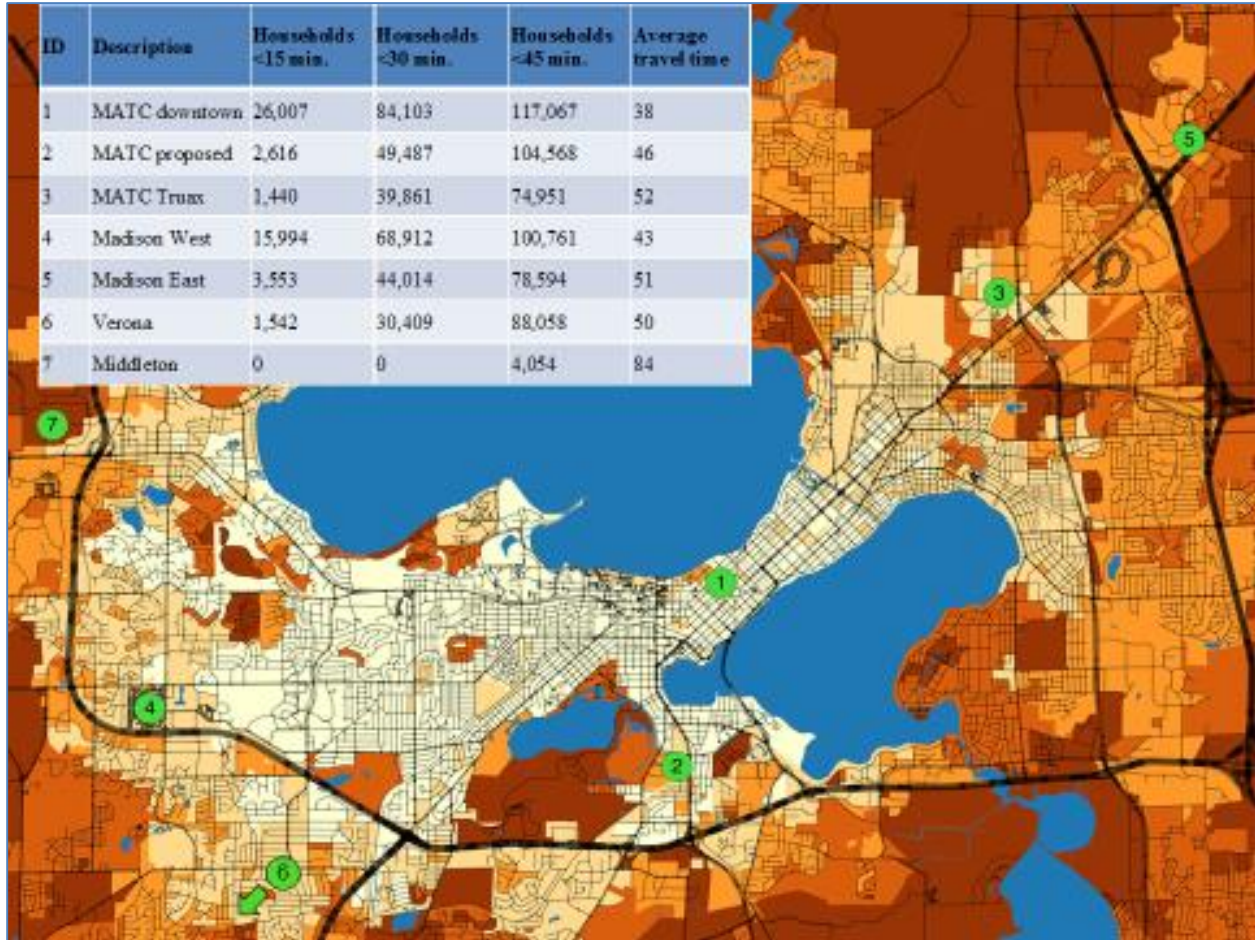 ID Description Households <15 min. Households <30 min. Households <45 min. Average travel time
1 MATC downtown 26,007 84,103 117,067 38
2 MATC proposed 2,616 49,487 104,568 46
3 MATC Truax 1,440 39,861 74,951 52
4 Madison West 15,994 68,912 100,761 43
5 Madison East 3,553 44,014 78,594 51
6 Verona 1,542 30,409 88,058 50
7 Middleton 0 0 4,054 84
5
3
7
1
4
2
6